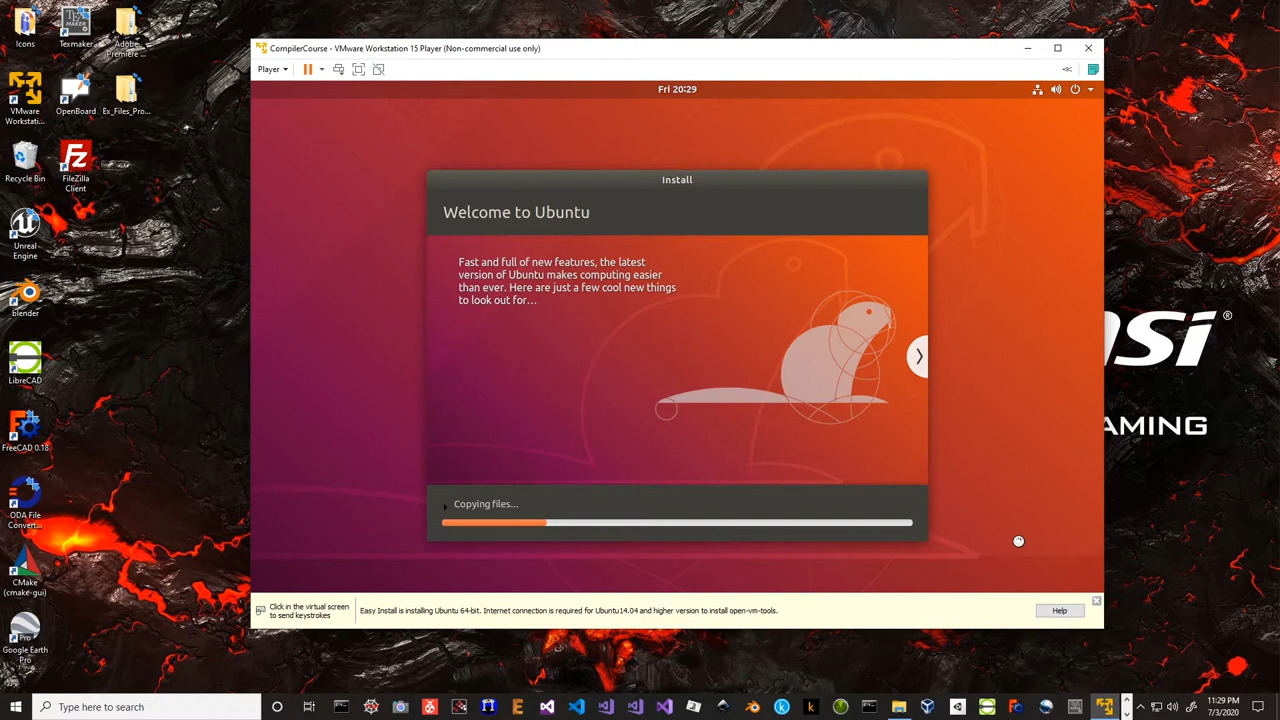 Icons
Texmaker
Adobe
Premiere ...
VMware
Workstati...
OpenBoard
Ex_Files_Pro...
Recycle Bin
FileZilla
Client
Unreal
Engine
blender
LibreCAD
FreeCAD 0.18
ODA File
Convert...
CMake
(cmake-gui)
Google Earth
Pro
CompilerCourse - VMware Workstation 15 Player (Non-commercial use only)
Player
Fri 20:29
Install
Welcome to Ubuntu
Fast and full of new features, the latest
version of Ubuntu makes computing easier
than ever. Here are just a few cool new things
to look out for...
Copying files...
Click in the virtual screen
to send keystrokes
Easy Install is installing Ubuntu 64-bit. Internet connection is required for Ubuntu14.04 and higher version to install open-vm-tools.
Help
®
AMING
Type here to search
11:29 PM
7/3/2020